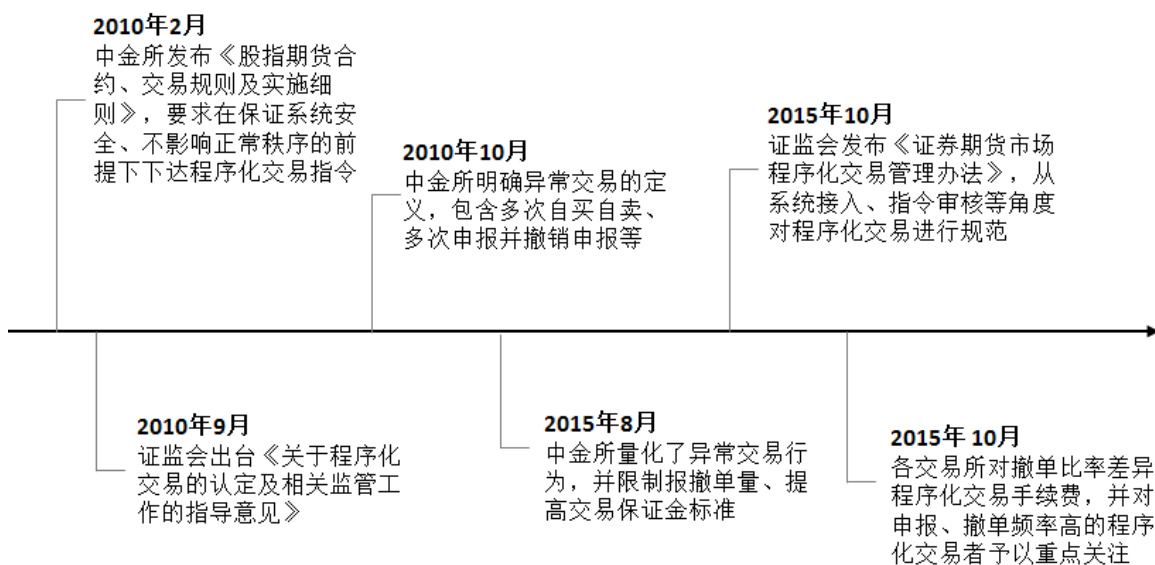 2010年2月
中金所发布《股指期货合
约、交易规则及实施细
则》，要求在保证系统安
全、不影响正常秩序的前
提下下达程序化交易指令
2010年9月
证监会出台《关于程序化
交易的认定及相关监管工
作的指导意见》
2010年10月
中金所明确异常交易的定
义，包含多次自买自卖、
多次申报并撤销申报等
2015年8月
中金所量化了异常交易行
为，并限制报撤单量、提
高交易保证金标准
2015年10月
证监会发布《证券期货市场
程序化交易管理办法》，从
系统接入、指令审核等角度
对程序化交易进行规范
2015年 10月
各交易所对撤单比率差异
程序化交易手续费，并对
申报、撤单频率高的程序
化交易者予以重点关注